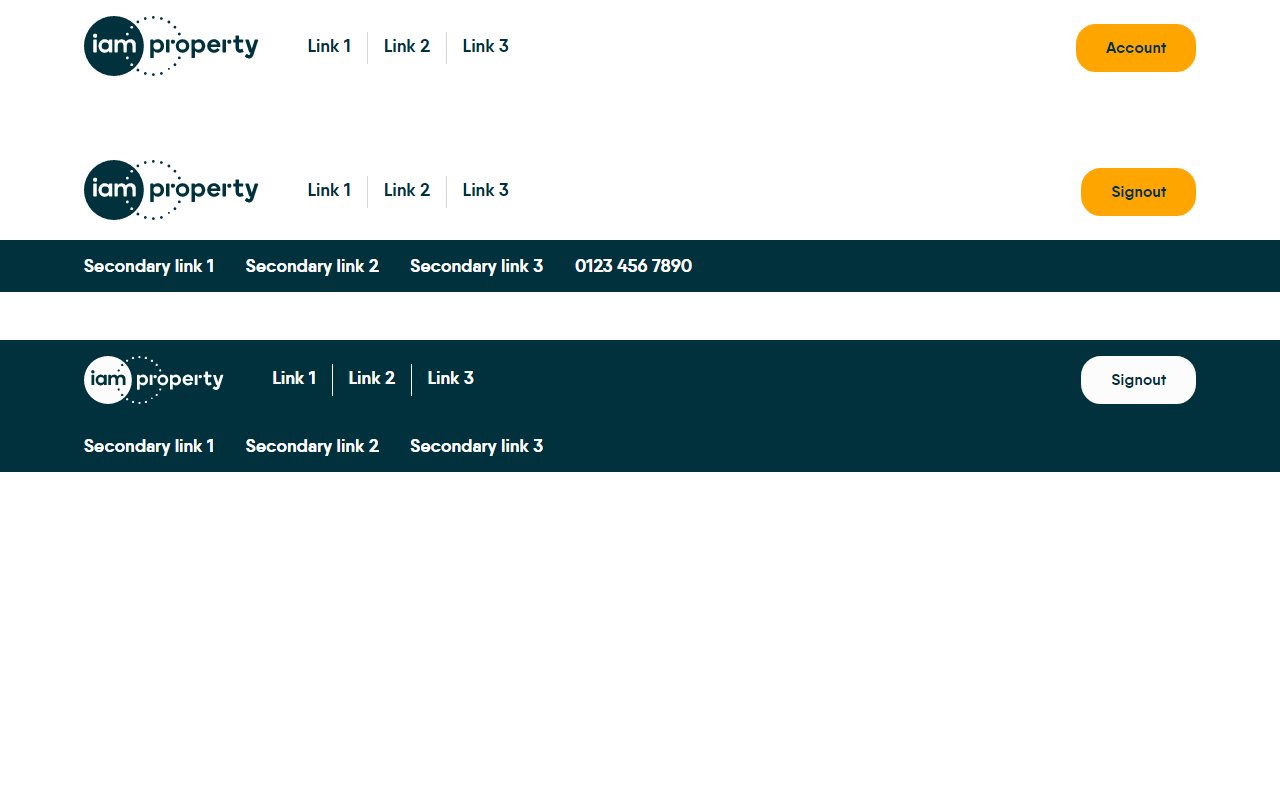 iam property Link 1 Link 2 Link 3 Account
iam property Link 1 Link 2 Link 3 Signout
Secondary link 1 Secondary link 2 Secondary link 3 0123 456 7890
iam property Link 1 Link 2 Link 3 Signout
Secondary link 1 Secondary link 2 Secondary link 3